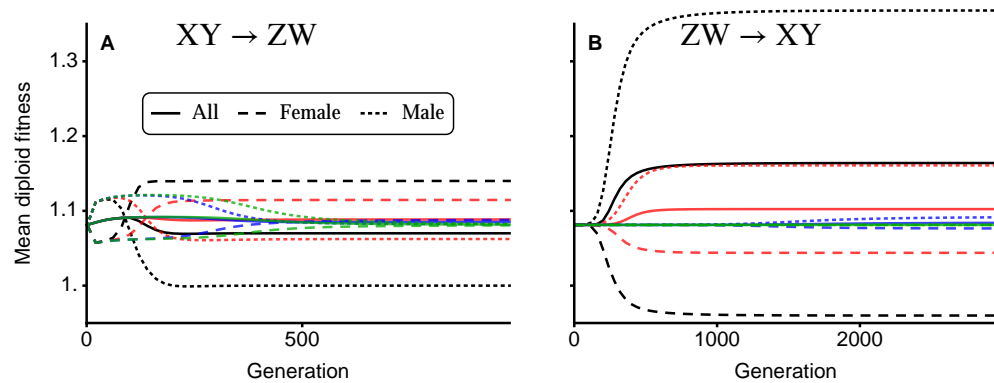 A XY → ZW
B ZW → XY
Mean diploid fitness
1.3
1.2
1.1
1.
All Female Male
0 500
0 1000 2000
Generation
Generation